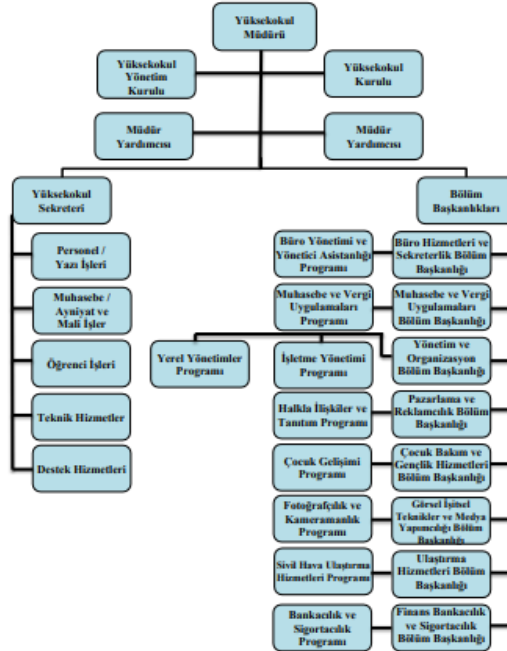 Yüksekokul
Müdürü
Yüksekokul
Yönetim
Kurulu
Yüksekokul
Kurulu
Müdür
Yardımcısı
Müdür
Yardımcısı
Yüksekokul
Sekreteri
Bölüm
Başkanlıkları
Personel /
Yazı İşleri
Muhasebe /
Ayniyat ve
Mali İşler
Öğrenci İşleri
Teknik Hizmetler
Destek Hizmetleri
Büro Yönetimi ve
Yönetici Asistanlığı
Programı
Büro Hizmetleri ve
Sekreterlik Bölüm
Başkanlığı
Muhasebe ve Vergi
Uygulamaları
Programı
Muhasebe ve Vergi
Uygulamaları
Bölüm Başkanlığı
Yerel Yönetimler
Programı
İşletme Yönetimi
Programı
Yönetim ve
Organizasyon
Bölüm Başkanlığı
Halkla İlişkiler ve
Tanıtım Programı
Pazarlama ve
Reklamcılık Bölüm
Başkanlığı
Çocuk Gelişimi
Programı
Çocuk Bakım ve
Gençlik Hizmetleri
Bölüm Başkanlığı
Fotoğrafçılık ve
Kameramanlık
Programı
Görsel İşitsel
Teknikler ve Medya
Yapımcılığı Bölüm
Başkanlığı
Sivil Hava Ulaştırma
Hizmetleri Programı
Ulaştırma
Hizmetleri Bölüm
Başkanlığı
Bankacılık ve
Sigortacılık
Programı
Finans Bankacılık
ve Sigortacılık
Bölüm Başkanlığı